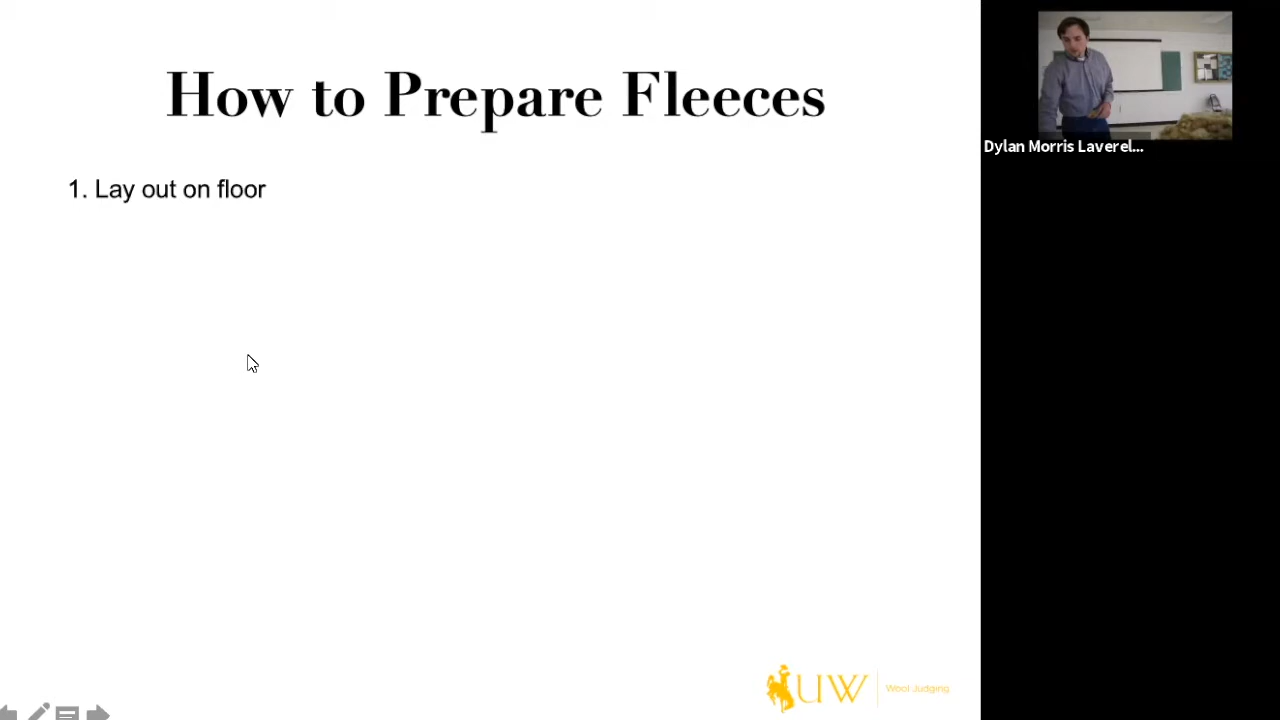 How to Prepare Fleeces
1. Lay out on floor
Dylan Morris Laverel...
UW
Wool Judging